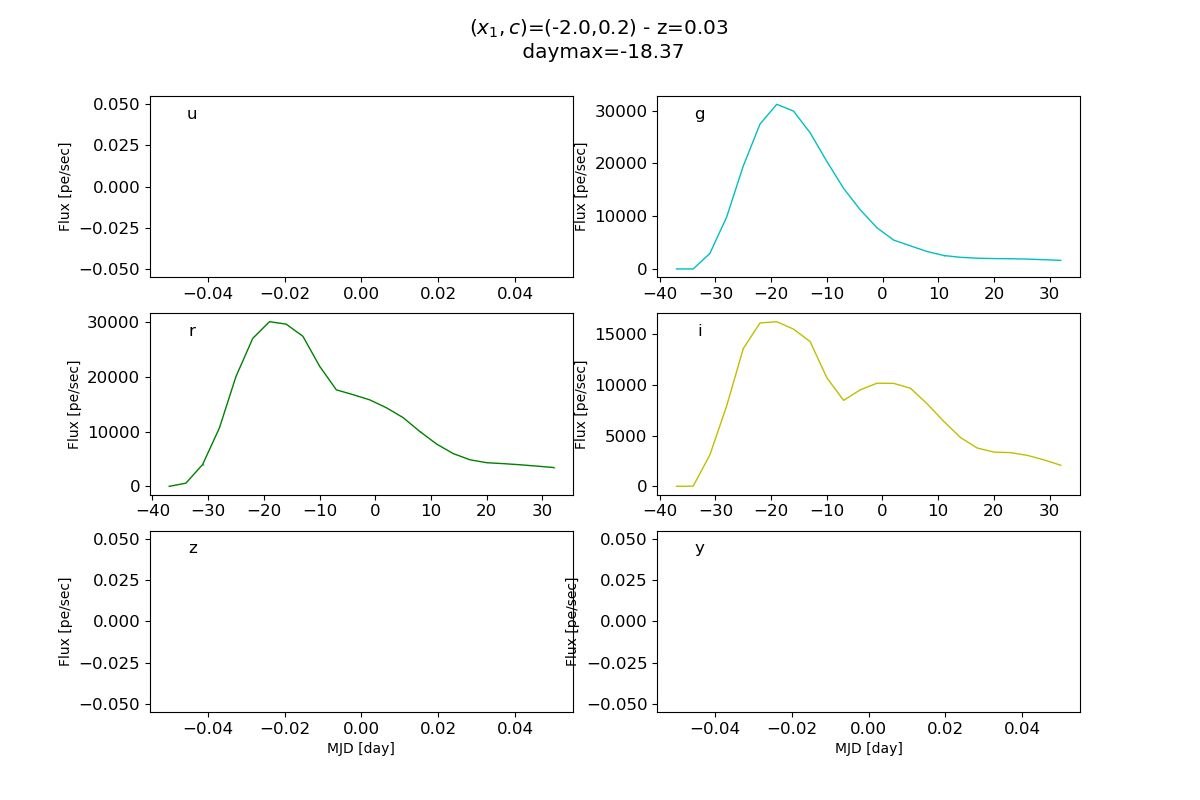 (x₁, c)=(-2.0,0.2) - z=0.03
daymax=-18.37
u
0.050
0.025
0.000
−0.025
−0.050
Flux [pe/sec]
−0.04 −0.02 0.00 0.02 0.04
g
30000
20000
10000
0
Flux [pe/sec]
−40 −30 −20 −10 0 10 20 30
r
30000
20000
10000
0
Flux [pe/sec]
−40 −30 −20 −10 0 10 20 30
i
15000
10000
5000
0
Flux [pe/sec]
−40 −30 −20 −10 0 10 20 30
z
0.050
0.025
0.000
−0.025
−0.050
Flux [pe/sec]
−0.04 −0.02 0.00 0.02 0.04
MJD [day]
y
0.050
0.025
0.000
−0.025
−0.050
Flux [pe/sec]
−0.04 −0.02 0.00 0.02 0.04
MJD [day]